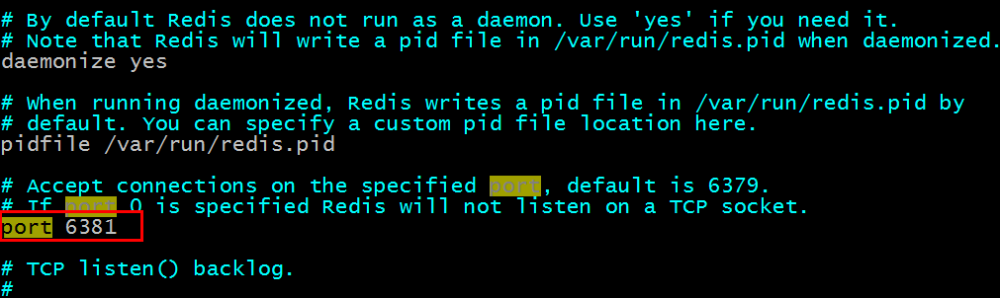 # By default Redis does not run as a daemon. Use 'yes' if you need it.
# Note that Redis will write a pid file in /var/run/redis.pid when daemonized.
daemonize yes
# When running daemonized, Redis writes a pid file in /var/run/redis.pid by
# default. You can specify a custom pid file location here.
pidfile /var/run/redis.pid
# Accept connections on the specified port, default is 6379.
# If port 0 is specified Redis will not listen on a TCP socket.
port 6381
# TCP listen() backlog.
#